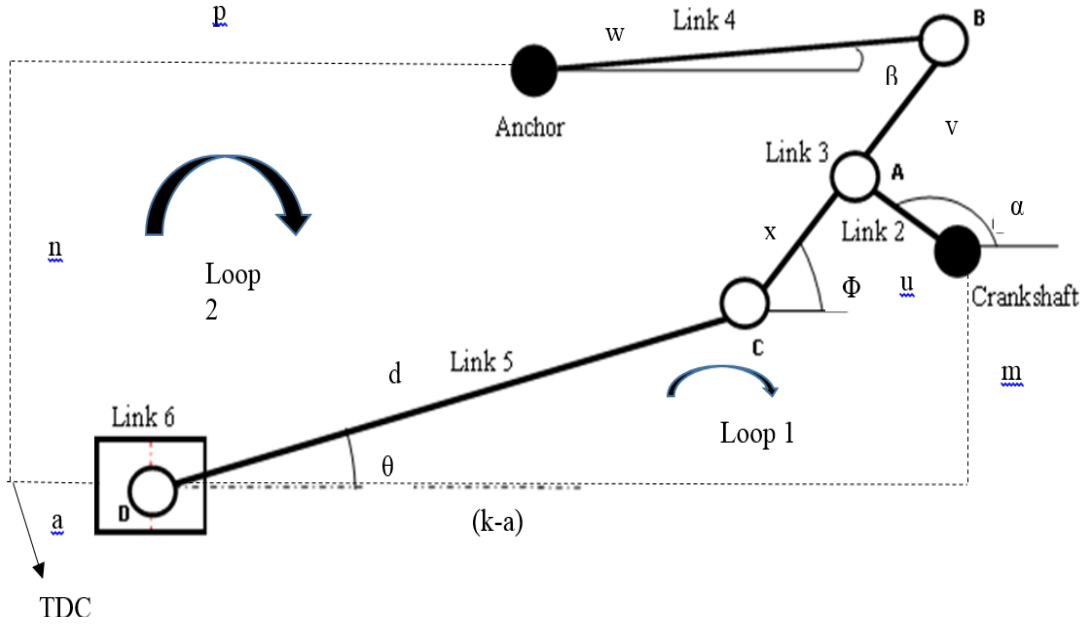 p
w
Link 4
B
ß
Anchor
v
Link 3
A
α
x
Link 2
n
Loop
2
Φ
u
Crankshaft
C
d
Link 5
m
Link 6
Loop 1
θ
D
a
(k-a)
TDC